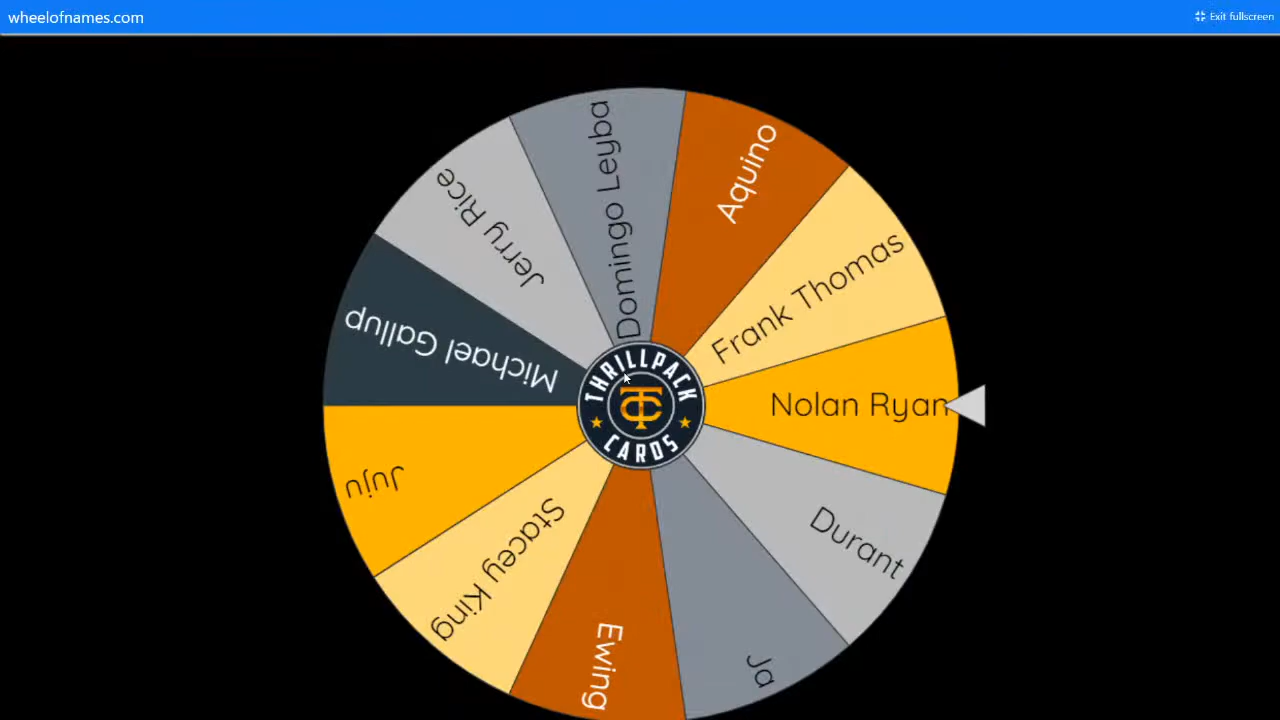 wheelofnames.com
Exit fullscreen
Domingo Leyba
Aquino
Frank Thomas
Nolan Ryan
Durant
Ja
Ewing
Stacey King
Juju
Michael Gallup
Jerry Rice
THRILLPACK
TC
CARDS